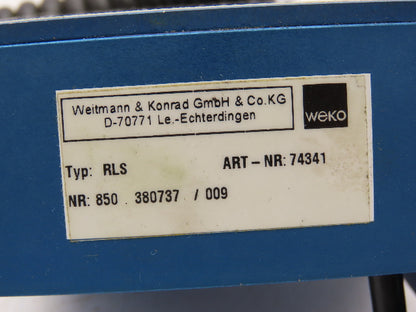 Weitmann & Konrad GmbH & Co.KG
D-70771 Le.-Echterdingen
weko
Typ: RLS ART-NR: 74341
NR: 850 . 380737 / 009